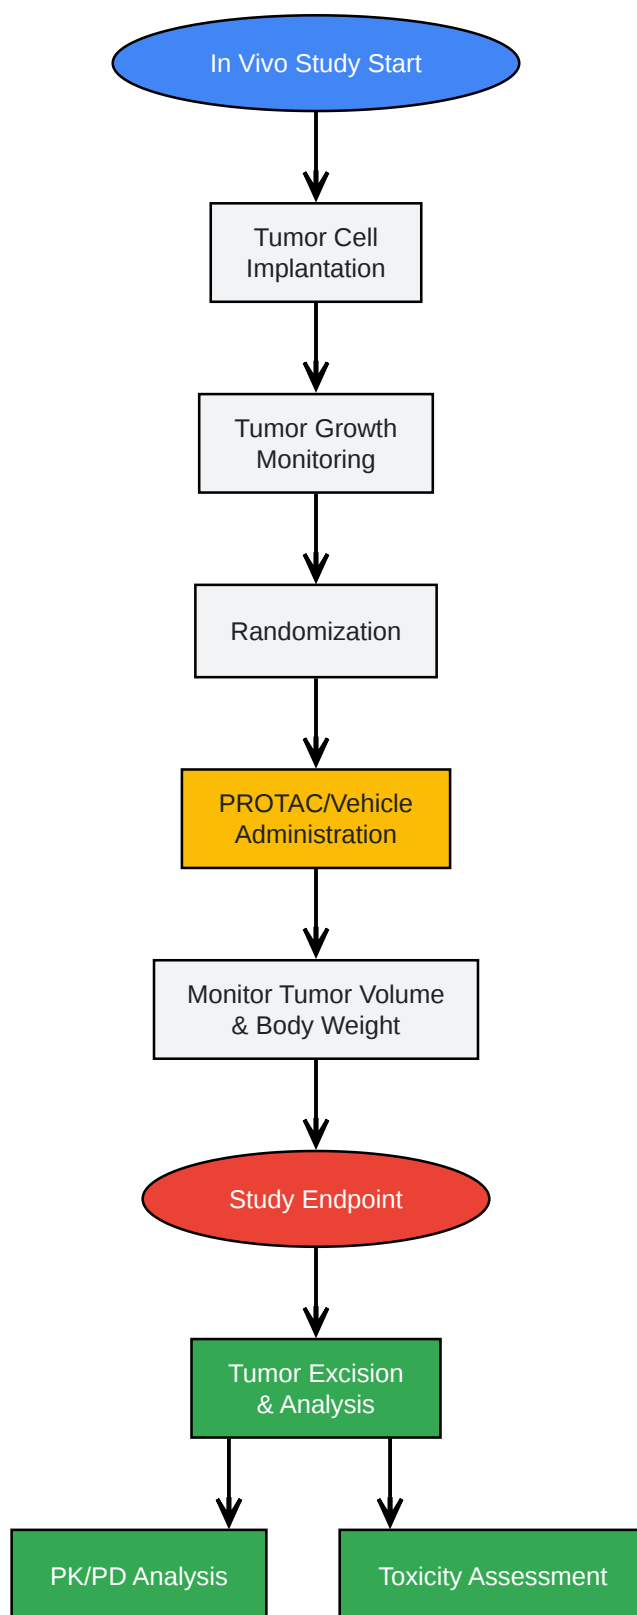 In Vivo Study Start
Tumor Cell
Implantation
Tumor Growth
Monitoring
Randomization
PROTAC/Vehicle
Administration
Monitor Tumor Volume
& Body Weight
Study Endpoint
Tumor Excision
& Analysis
PK/PD Analysis
Toxicity Assessment